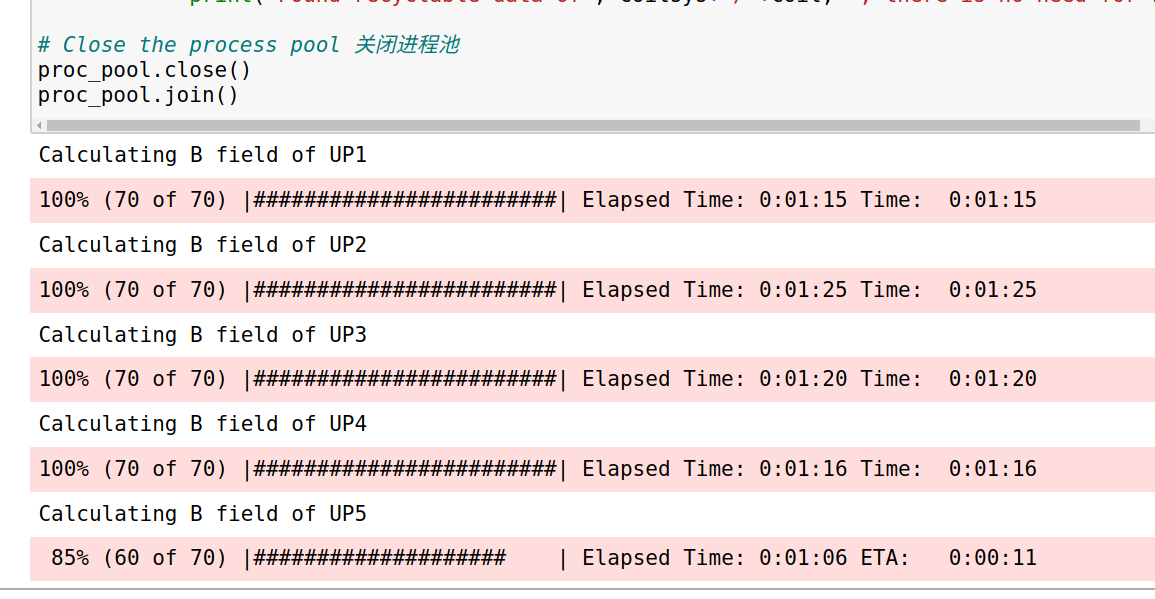 # Close the process pool 关闭进程池
proc_pool.close()
proc_pool.join()
Calculating B field of UP1
100% (70 of 70) |########################| Elapsed Time: 0:01:15 Time:  0:01:15
Calculating B field of UP2
100% (70 of 70) |########################| Elapsed Time: 0:01:25 Time:  0:01:25
Calculating B field of UP3
100% (70 of 70) |########################| Elapsed Time: 0:01:20 Time:  0:01:20
Calculating B field of UP4
100% (70 of 70) |########################| Elapsed Time: 0:01:16 Time:  0:01:16
Calculating B field of UP5
 85% (60 of 70) |####################    | Elapsed Time: 0:01:06 ETA:   0:00:11